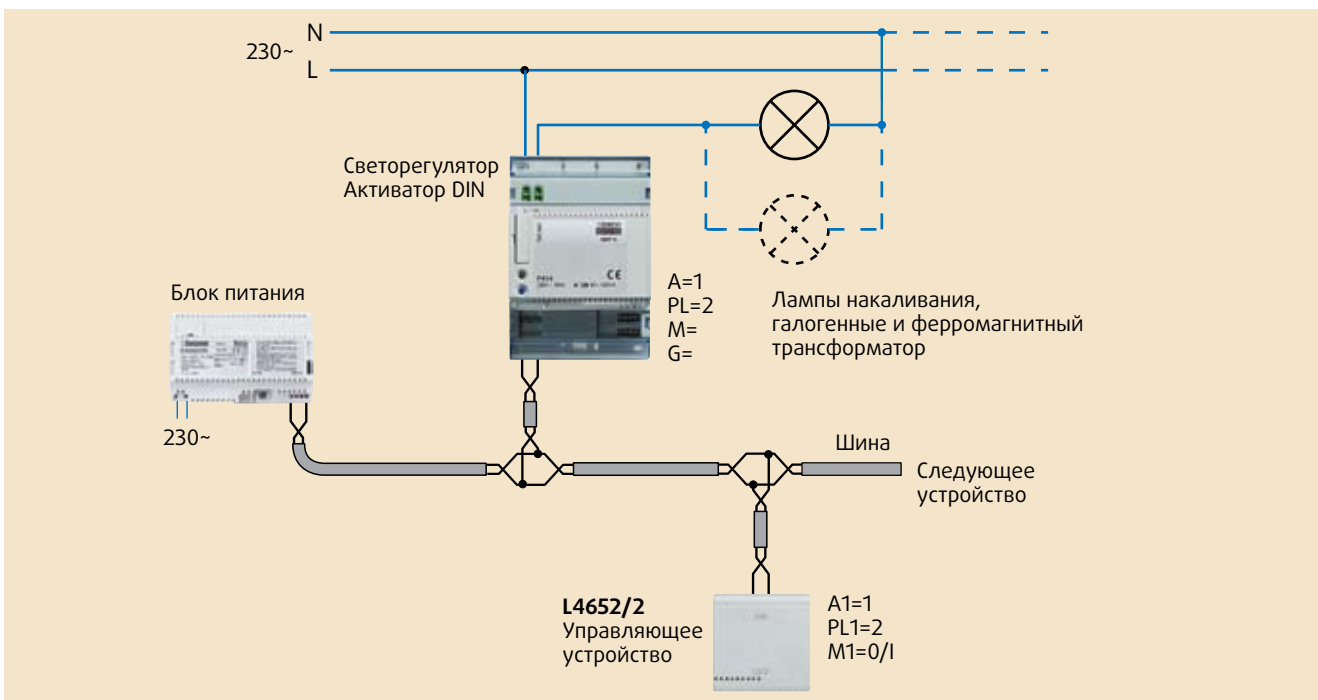 N
230~
L
Светорегулятор
Активатор DIN
A=1
PL=2
M=
G=
Лампы накаливания,
галогенные и ферромагнитный
трансформатор
Блок питания
230~
Шина
Следующее
устройство
L4652/2
Управляющее
устройство
A1=1
PL1=2
M1=0/I
CE